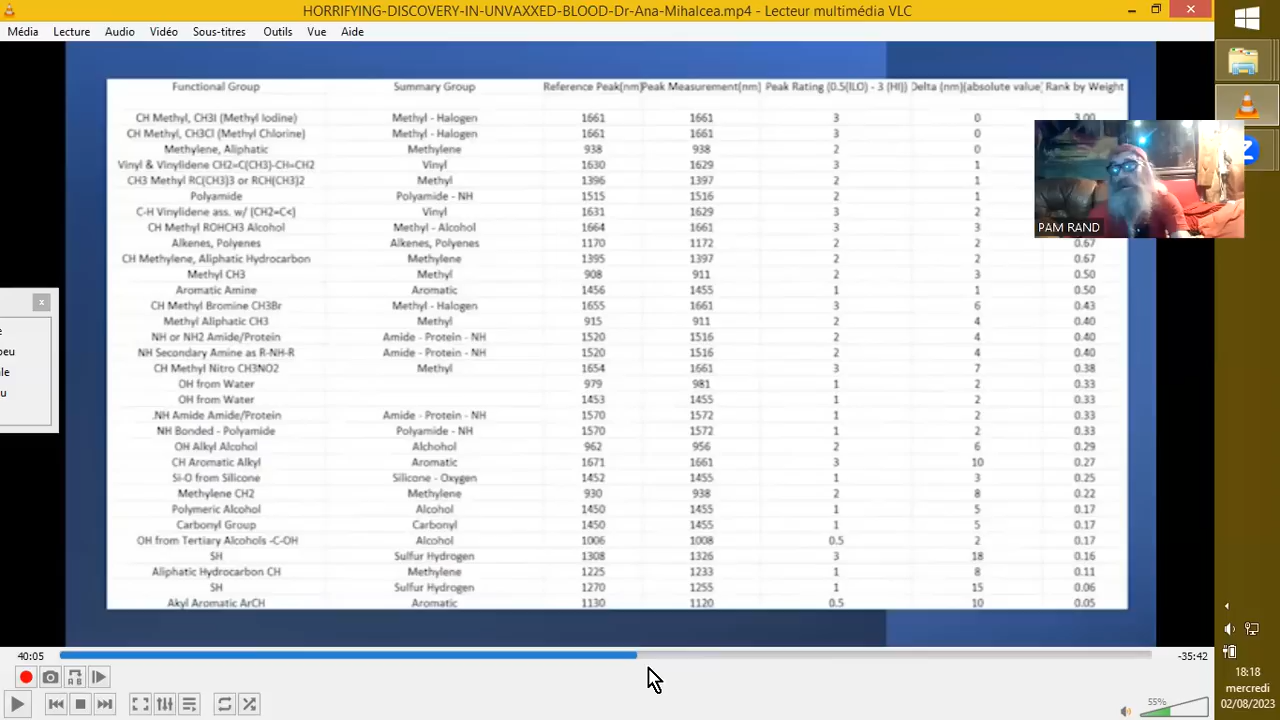 HORRIFYING-DISCOVERY-IN-UNVAXXED-BLOOD-Dr-Ana-Mihalcea.mp4 - Lecteur multimédia VLC
Média Lecture Audio Vidéo Sous-titres Outils Vue Aide
Functional Group Summary Group Reference Peak(nm) Peak Measurement(nm) Peak Rating (0.5(lLO) - 3 (HI)) Delta (nm)(absolute value) Rank by Weight
CH Methyl, CH3I (Methyl Iodine) Methyl - Halogen 1661 1661 3 0 3.00
CH Methyl, CH3Cl (Methyl Chlorine) Methyl - Halogen 1661 1661 3 0
Methylene, Aliphatic Methylene 938 938 2 0
Vinyl & Vinylidene CH2=C(CH3)-CH=CH2 Vinyl 1630 1629 3 1
CH3 Methyl RC(CH3)3 or RCH(CH3)2 Methyl 1396 1397 2 1
Polyamide Polyamide - NH 1515 1516 2 1
C-H Vinylidene ass. w/ (CH2=C<) Vinyl 1631 1629 3 2
CH Methyl ROHCH3 Alcohol Methyl - Alcohol 1664 1661 3 3
PAM RAND
Alkenes, Polyenes Alkenes, Polyenes 1170 1172 2 2 0.67
CH Methylene, Aliphatic Hydrocarbon Methylene 1395 1397 2 2 0.67
Methyl CH3 Methyl 908 911 2 3 0.50
Aromatic Amine Aromatic 1456 1455 1 1 0.50
CH Methyl Bromine CH3Br Methyl - Halogen 1655 1661 3 6 0.43
Methyl Aliphatic CH3 Methyl 915 911 2 4 0.40
NH or NH2 Amide/Protein Amide - Protein - NH 1520 1516 2 4 0.40
NH Secondary Amine as R-NH-R Amide - Protein - NH 1520 1516 2 4 0.40
CH Methyl Nitro CH3NO2 Methyl 1654 1661 3 7 0.38
OH from Water 979 981 1 2 0.33
OH from Water 1453 1455 1 2 0.33
.NH Amide Amide/Protein Amide - Protein - NH 1570 1572 1 2 0.33
NH Bonded - Polyamide Polyamide - NH 1570 1572 1 2 0.33
OH Alkyl Alcohol Alchohol 962 956 2 6 0.29
CH Aromatic Alkyl Aromatic 1671 1661 3 10 0.27
Si-O from Silicone Silicone - Oxygen 1452 1455 1 3 0.25
Methylene CH2 Methylene 930 938 2 8 0.22
Polymeric Alcohol Alcohol 1450 1455 1 5 0.17
Carbonyl Group Carbonyl 1450 1455 1 5 0.17
OH from Tertiary Alcohols -C-OH Alcohol 1006 1008 0.5 2 0.17
SH Sulfur Hydrogen 1308 1326 3 18 0.16
Aliphatic Hydrocarbon CH Methylene 1225 1233 1 8 0.11
SH Sulfur Hydrogen 1270 1255 1 15 0.06
Akyl Aromatic ArCH Aromatic 1130 1120 0.5 10 0.05
40:05 -35:42
55%
18:18
mercredi
02/08/2023